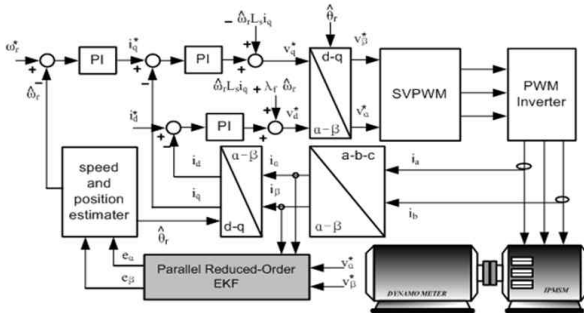 − ω̂rLsiq
θ̂r
ω*r
PI
i*q
PI
v*q
d-q
v*β
SVPWM
PWM
Inverter
ω̂r
ω̂rLsiq + λf ω̂r
i*d
PI
v*d
α−β
v*α
id
iq
α−β
d-q
iα
iβ
a-b-c
α−β
ia
ib
speed
and
position
estimater
θ̂r
eα
eβ
Parallel Reduced-Order
EKF
v*α
v*β
DYNAMO METER
IPMSM